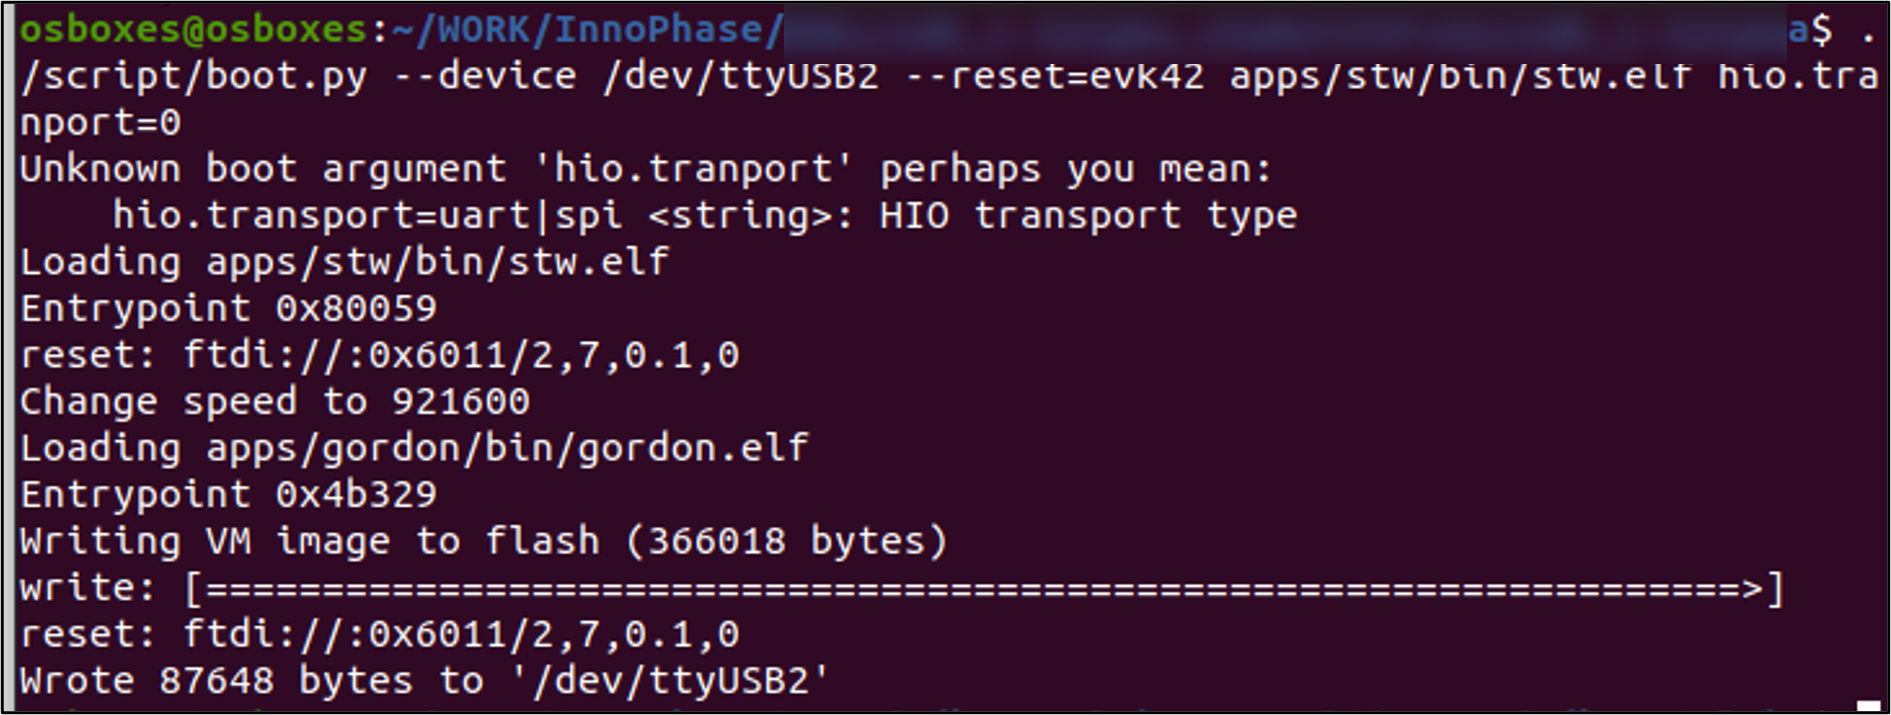 osboxes@osboxes:~/WORK/InnoPhase/ a$ .
/script/boot.py --device /dev/ttyUSB2 --reset=evk42 apps/stw/bin/stw.elf hio.tra
nport=0
Unknown boot argument 'hio.tranport' perhaps you mean:
    hio.transport=uart|spi <string>: HIO transport type
Loading apps/stw/bin/stw.elf
Entrypoint 0x80059
reset: ftdi://:0x6011/2,7,0.1,0
Change speed to 921600
Loading apps/gordon/bin/gordon.elf
Entrypoint 0x4b329
Writing VM image to flash (366018 bytes)
write: [==================================================================>]
reset: ftdi://:0x6011/2,7,0.1,0
Wrote 87648 bytes to '/dev/ttyUSB2'